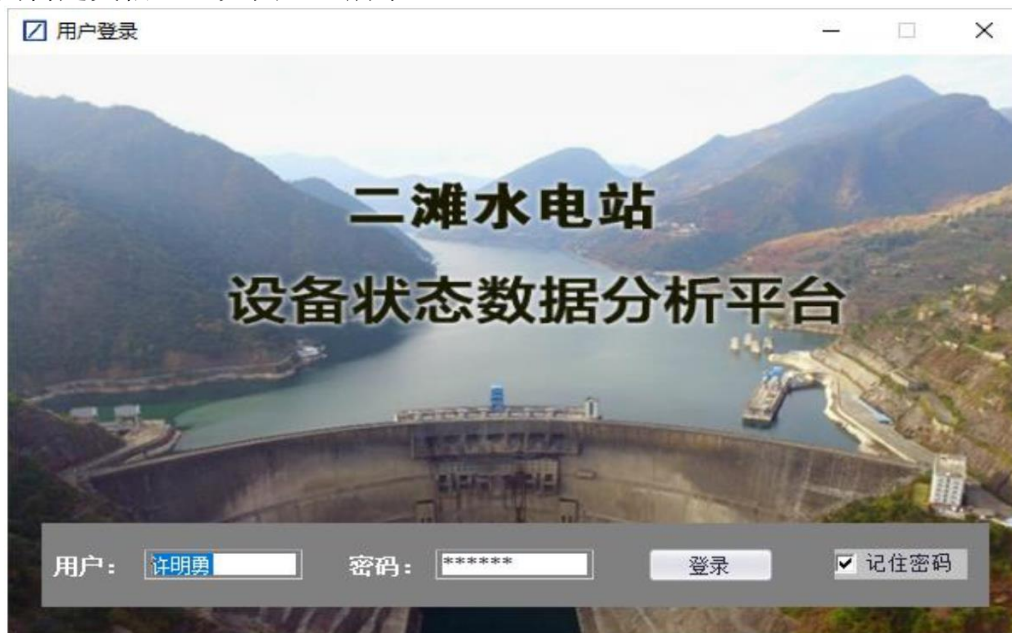 用户登录
二滩水电站
设备状态数据分析平台
用户： 许明勇 密码： ****** 登录 记住密码